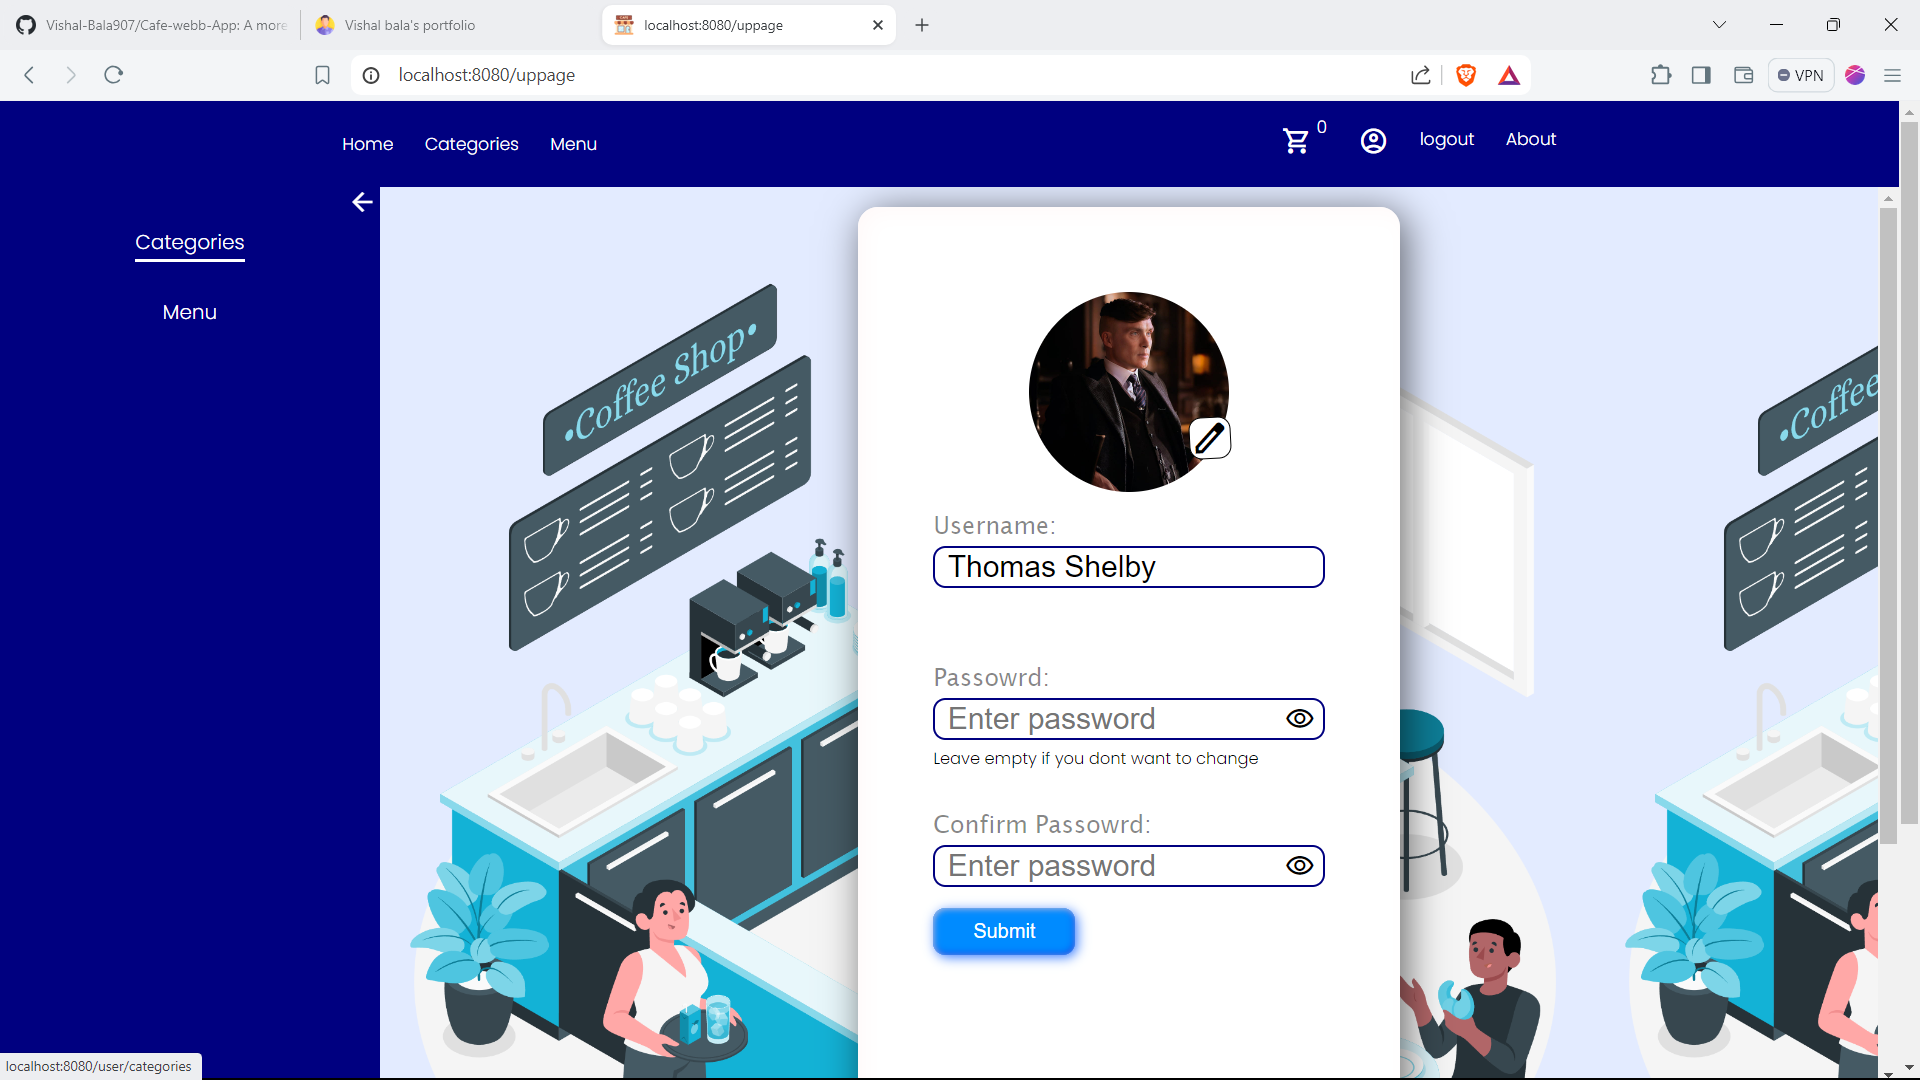 Vishal-Bala907/Cafe-webb-App: A more
Vishal bala's portfolio
localhost:8080/uppage
localhost:8080/uppage
VPN
Home
Categories
Menu
0
logout
About
Categories
Menu
•Coffee Shop•
•Coffee
Username:
Thomas Shelby
Passowrd:
Enter password
Leave empty if you dont want to change
Confirm Passowrd:
Enter password
Submit
localhost:8080/user/categories